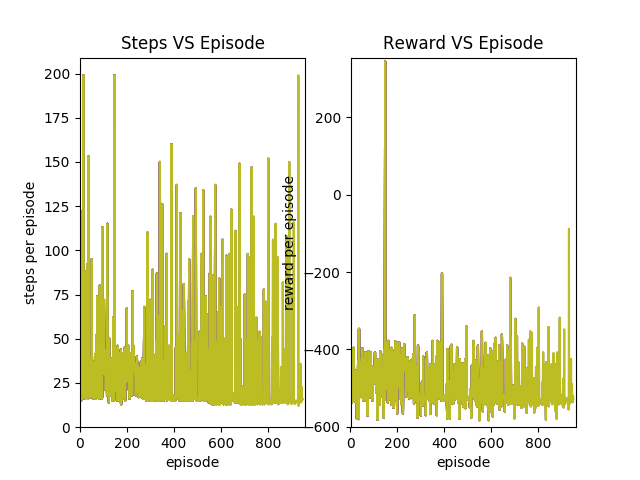 Steps VS Episode
steps per episode
200
175
150
125
100
75
50
25
0
0 200 400 600 800
episode
Reward VS Episode
reward per episode
200
0
−200
−400
−600
0 200 400 600 800
episode